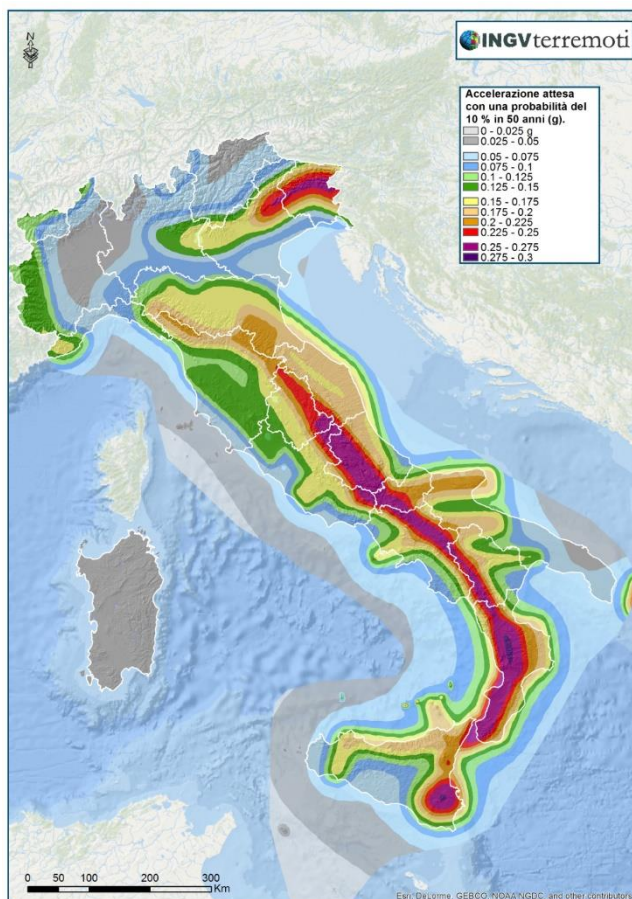 N
INGVterremoti
Accelerazione attesa
con una probabilità del
10 % in 50 anni (g).
0 - 0.025 g
0.025 - 0.05
0.05 - 0.075
0.075 - 0.1
0.1 - 0.125
0.125 - 0.15
0.15 - 0.175
0.175 - 0.2
0.2 - 0.225
0.225 - 0.25
0.25 - 0.275
0.275 - 0.3
0 50 100 200 300
Km
Esri, DeLorme, GEBCO, NOAA NGDC, and other contributors